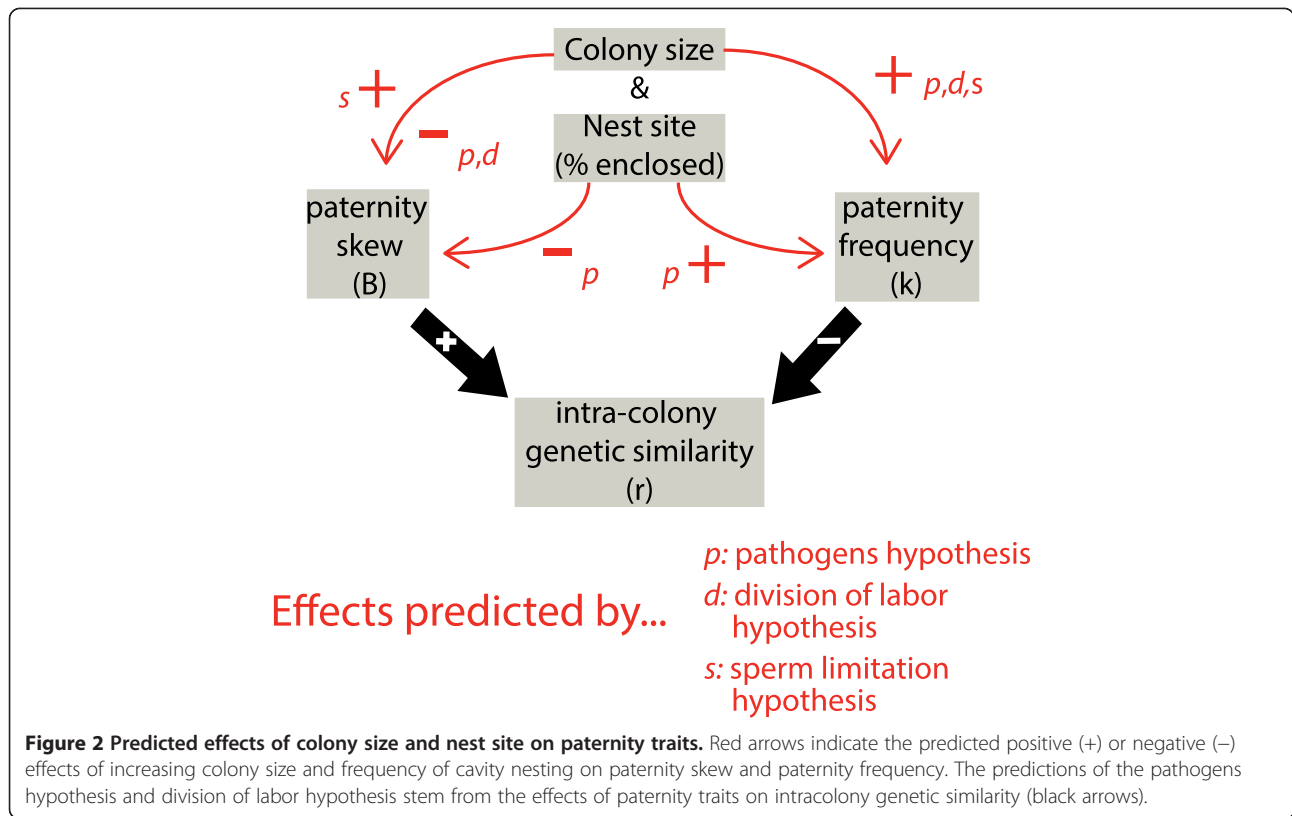 Colony size
&
Nest site
(% enclosed)
s +
− p,d
+ p,d,s
− p
p +
paternity
skew
(B)
paternity
frequency
(k)
+
−
intra-colony
genetic similarity
(r)
Effects predicted by...
p: pathogens hypothesis
d: division of labor
hypothesis
s: sperm limitation
hypothesis
Figure 2 Predicted effects of colony size and nest site on paternity traits. Red arrows indicate the predicted positive (+) or negative (−)
effects of increasing colony size and frequency of cavity nesting on paternity skew and paternity frequency. The predictions of the pathogens
hypothesis and division of labor hypothesis stem from the effects of paternity traits on intracolony genetic similarity (black arrows).